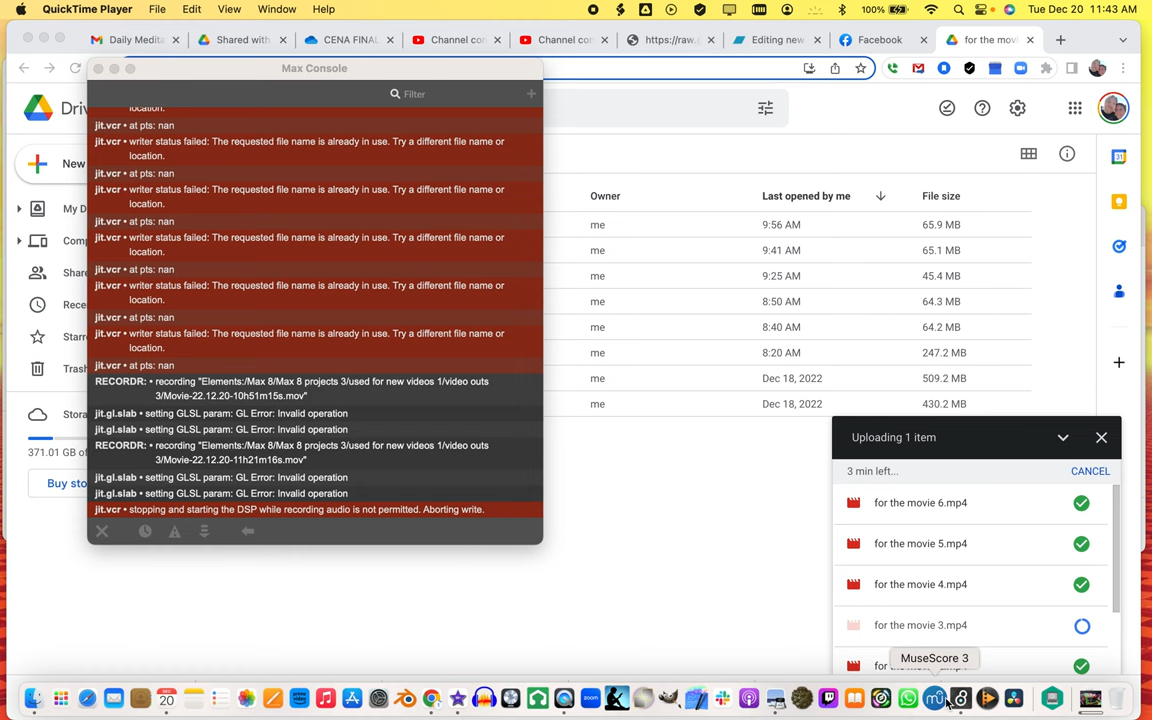 QuickTime Player File Edit View Window Help 100% Tue Dec 20 11:43 AM
Daily Medita Shared with CENA FINAL Channel con Channel con https://raw. Editing new Facebook for the movi
Max Console
Filter
Driv
location.
jit.vcr • at pts: nan
jit.vcr • writer status failed: The requested file name is already in use. Try a different file name or
location.
jit.vcr • at pts: nan
jit.vcr • writer status failed: The requested file name is already in use. Try a different file name or
location.
jit.vcr • at pts: nan
jit.vcr • writer status failed: The requested file name is already in use. Try a different file name or
location.
jit.vcr • at pts: nan
jit.vcr • writer status failed: The requested file name is already in use. Try a different file name or
location.
jit.vcr • at pts: nan
jit.vcr • writer status failed: The requested file name is already in use. Try a different file name or
location.
jit.vcr • at pts: nan
RECORDR: • recording "Elements:/Max 8/Max 8 projects 3/used for new videos 1/video outs
3/Movie-22.12.20-10h51m15s.mov"
jit.gl.slab • setting GLSL param: GL Error: Invalid operation
jit.gl.slab • setting GLSL param: GL Error: Invalid operation
RECORDR: • recording "Elements:/Max 8/Max 8 projects 3/used for new videos 1/video outs
3/Movie-22.12.20-11h21m16s.mov"
jit.gl.slab • setting GLSL param: GL Error: Invalid operation
jit.gl.slab • setting GLSL param: GL Error: Invalid operation
jit.vcr • stopping and starting the DSP while recording audio is not permitted. Aborting write.
New
My D
Comp
Share
Rece
Starr
Trash
Stora
371.01 GB of
Buy sto
Owner Last opened by me File size
me 9:56 AM 65.9 MB
me 9:41 AM 65.1 MB
me 9:25 AM 45.4 MB
me 8:50 AM 64.3 MB
me 8:40 AM 64.2 MB
me 8:20 AM 247.2 MB
me Dec 18, 2022 509.2 MB
me Dec 18, 2022 430.2 MB
Uploading 1 item
3 min left... CANCEL
for the movie 6.mp4
for the movie 5.mp4
for the movie 4.mp4
for the movie 3.mp4
MuseScore 3
DEC
20
zoom